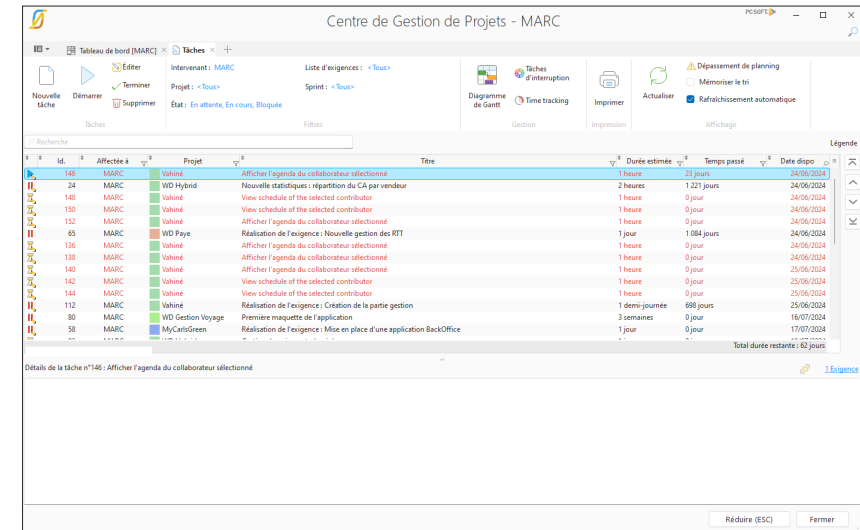 Centre de Gestion de Projets - MARC
PC SOFT
Tableau de bord [MARC] × Tâches × +
Nouvelle tâche
Démarrer
Éditer
Terminer
Supprimer
Tâches
Intervenant : MARC
Projet : <Tous>
État : En attente, En cours, Bloquée
Liste d'exigences : <Tous>
Sprint : <Tous>
Filtres
Diagramme de Gantt
Tâches d'interruption
Time tracking
Gestion
Imprimer
Impression
Actualiser
Dépassement de planning
Mémoriser le tri
Rafraîchissement automatique
Affichage
Recherche
Légende
Id. Affectée à Projet Titre Durée estimée Temps passé Date dispo
146 MARC Vahiné Afficher l'agenda du collaborateur sélectionné 1 heure 23 jours 24/06/2024
24 MARC WD Hybrid Nouvelle statistiques : répartition du CA par vendeur 2 heures 1 221 jours 24/06/2024
148 MARC Vahiné View schedule of the selected contributor 1 heure 0 jour 24/06/2024
150 MARC Vahiné View schedule of the selected contributor 1 heure 0 jour 24/06/2024
152 MARC Vahiné Afficher l'agenda du collaborateur sélectionné 1 heure 0 jour 24/06/2024
65 MARC WD Paye Réalisation de l'exigence : Nouvelle gestion des RTT 1 jour 1 084 jours 24/06/2024
136 MARC Vahiné Afficher l'agenda du collaborateur sélectionné 1 heure 0 jour 24/06/2024
138 MARC Vahiné Afficher l'agenda du collaborateur sélectionné 1 heure 0 jour 24/06/2024
140 MARC Vahiné Afficher l'agenda du collaborateur sélectionné 1 heure 0 jour 25/06/2024
142 MARC Vahiné View schedule of the selected contributor 1 heure 0 jour 25/06/2024
144 MARC Vahiné View schedule of the selected contributor 1 heure 0 jour 25/06/2024
112 MARC Vahiné Réalisation de l'exigence : Création de la partie gestion 1 demi-journée 698 jours 25/06/2024
80 MARC WD Gestion Voyage Première maquette de l'application 3 semaines 0 jour 16/07/2024
58 MARC MyCarIsGreen Réalisation de l'exigence : Mise en place d'une application BackOffice 1 jour 0 jour 17/07/2024
Total durée restante : 62 jours
Détails de la tâche n°146 : Afficher l'agenda du collaborateur sélectionné
1 Exigence
Réduire (ESC)
Fermer